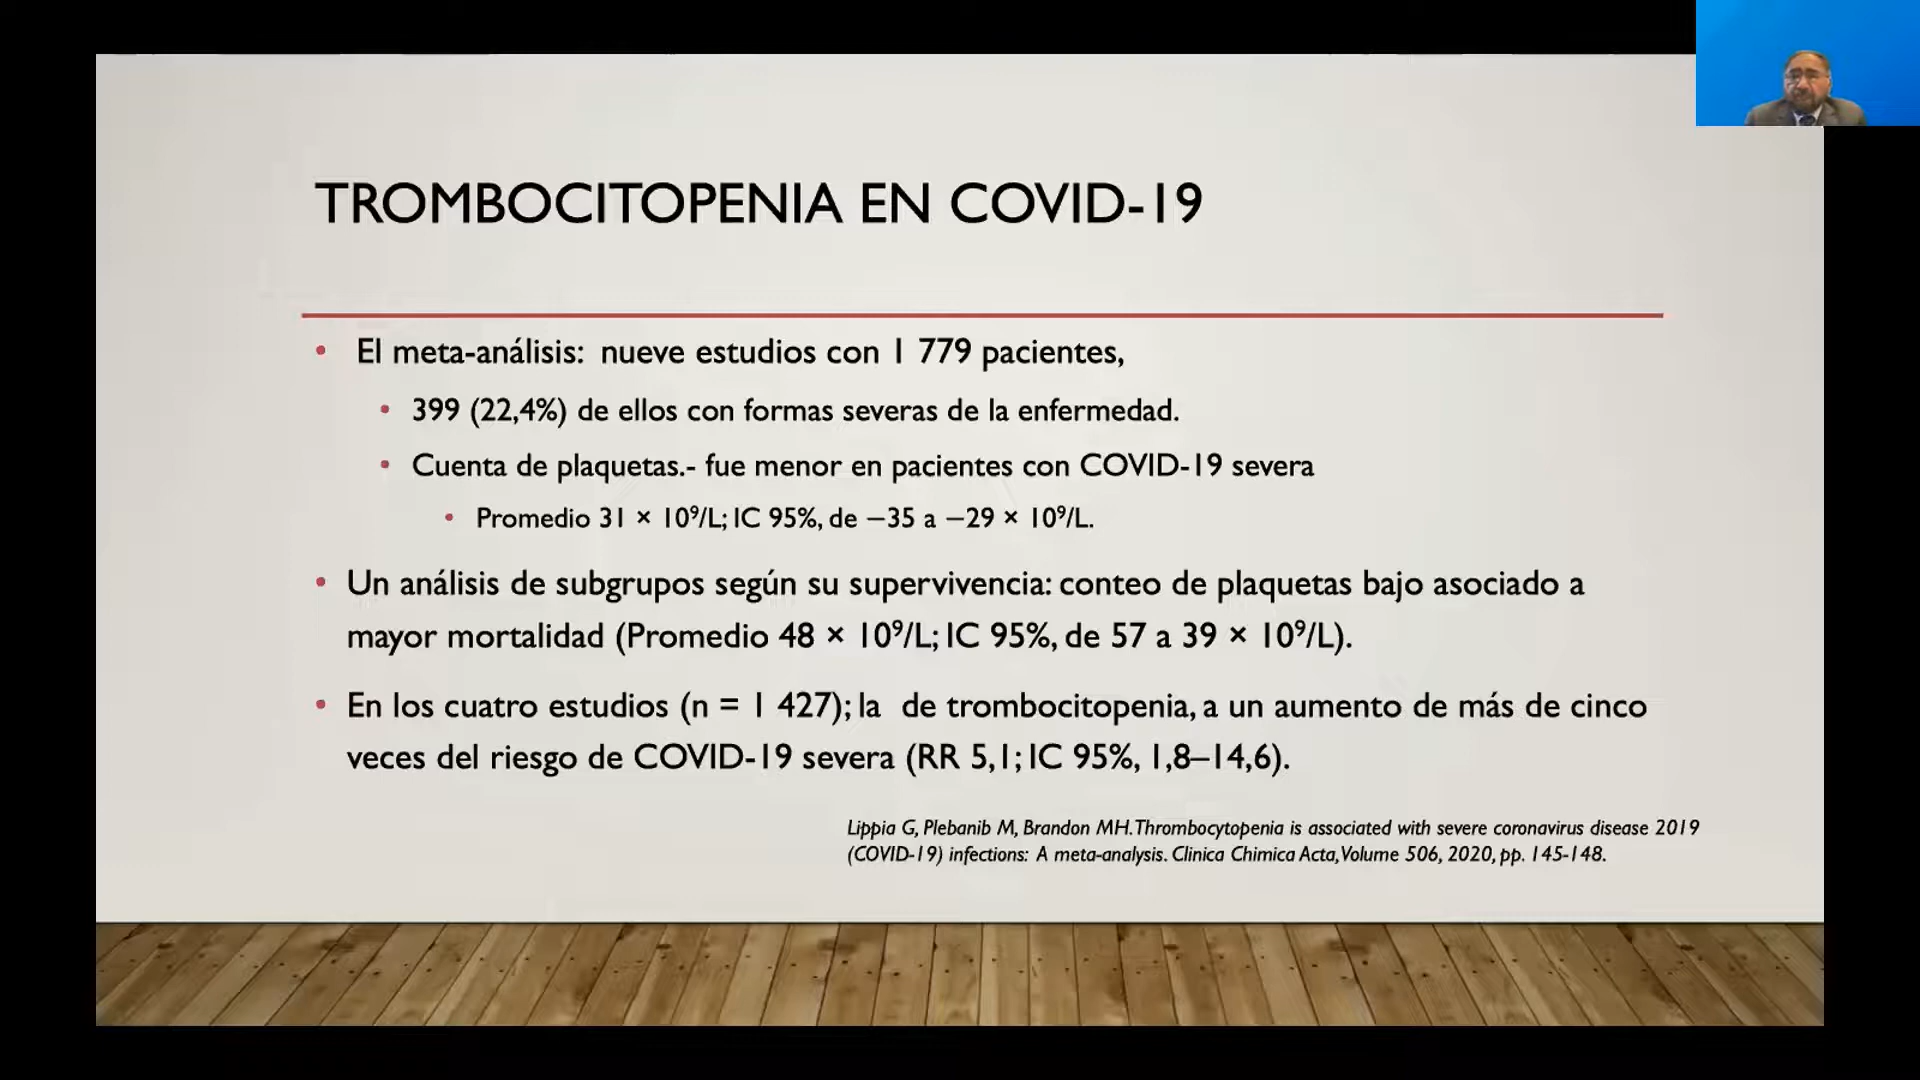 TROMBOCITOPENIA EN COVID-19
• El meta-análisis: nueve estudios con 1 779 pacientes,
• 399 (22,4%) de ellos con formas severas de la enfermedad.
• Cuenta de plaquetas.- fue menor en pacientes con COVID-19 severa
• Promedio 31 × 10⁹/L; IC 95%, de −35 a −29 × 10⁹/L.
• Un análisis de subgrupos según su supervivencia: conteo de plaquetas bajo asociado a
mayor mortalidad (Promedio 48 × 10⁹/L; IC 95%, de 57 a 39 × 10⁹/L).
• En los cuatro estudios (n = 1 427); la de trombocitopenia, a un aumento de más de cinco
veces del riesgo de COVID-19 severa (RR 5,1; IC 95%, 1,8–14,6).
Lippia G, Plebanib M, Brandon MH. Thrombocytopenia is associated with severe coronavirus disease 2019
(COVID-19) infections: A meta-analysis. Clinica Chimica Acta, Volume 506, 2020, pp. 145-148.